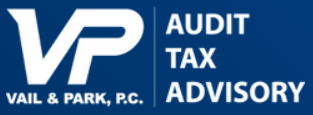 VP
VAIL & PARK, P.C.
AUDIT
TAX
ADVISORY